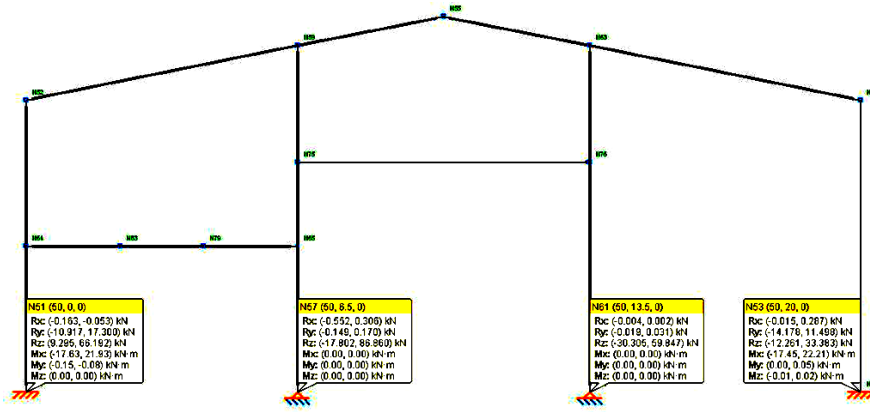 N55
N59
N63
N52
N75
N76
N64
N83
N79
N65
N51 (50, 0, 0)
Rx: (-0.163, -0.053) kN
Ry: (-10.917, 17.300) kN
Rz: (9.295, 66.192) kN
Mx: (-17.63, 21.93) kN·m
My: (-0.15, -0.08) kN·m
Mz: (0.00, 0.00) kN·m
N57 (50, 6.5, 0)
Rx: (-0.552, 0.306) kN
Ry: (-0.149, 0.170) kN
Rz: (-17.802, 86.860) kN
Mx: (0.00, 0.00) kN·m
My: (0.00, 0.00) kN·m
Mz: (0.00, 0.00) kN·m
N61 (50, 13.5, 0)
Rx: (-0.004, 0.002) kN
Ry: (-0.019, 0.031) kN
Rz: (-30.305, 59.847) kN
Mx: (0.00, 0.00) kN·m
My: (0.00, 0.00) kN·m
Mz: (0.00, 0.00) kN·m
N53 (50, 20, 0)
Rx: (-0.015, 0.287) kN
Ry: (-14.178, 11.498) kN
Rz: (-12.261, 33.383) kN
Mx: (-17.45, 22.21) kN·m
My: (0.00, 0.05) kN·m
Mz: (-0.01, 0.02) kN·m